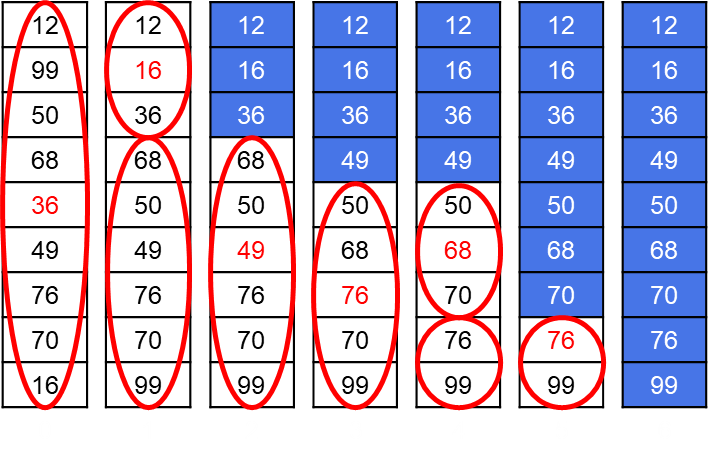 12 12 12 12 12 12 12
99 16 16 16 16 16 16
50 36 36 36 36 36 36
68 68 68 49 49 49 49
36 50 50 50 50 50 50
49 49 49 68 68 68 68
76 76 76 76 70 70 70
70 70 70 70 76 76 76
16 99 99 99 99 99 99